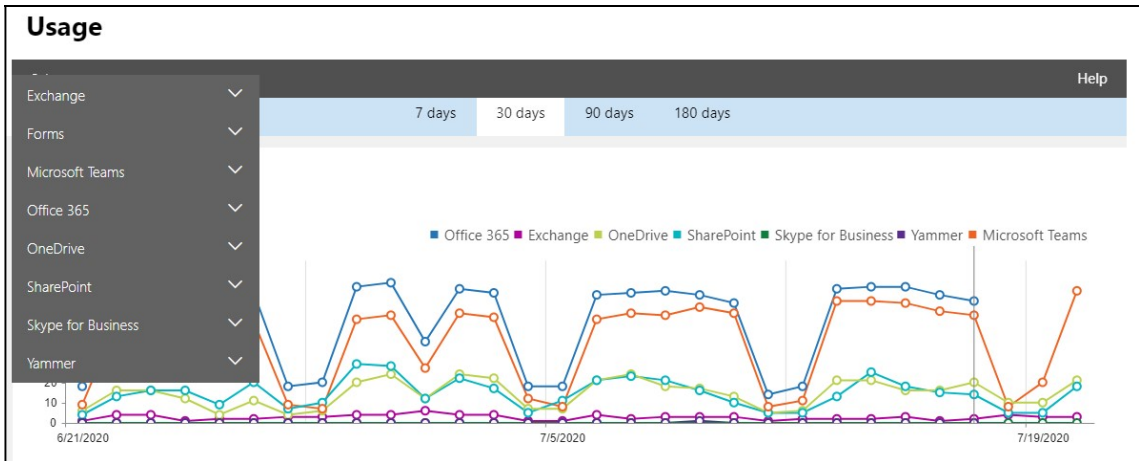 Usage
Help
Exchange
Forms
Microsoft Teams
Office 365
OneDrive
SharePoint
Skype for Business
Yammer
7 days 30 days 90 days 180 days
Office 365 Exchange OneDrive SharePoint Skype for Business Yammer Microsoft Teams
20
10
0
6/21/2020 7/5/2020 7/19/2020